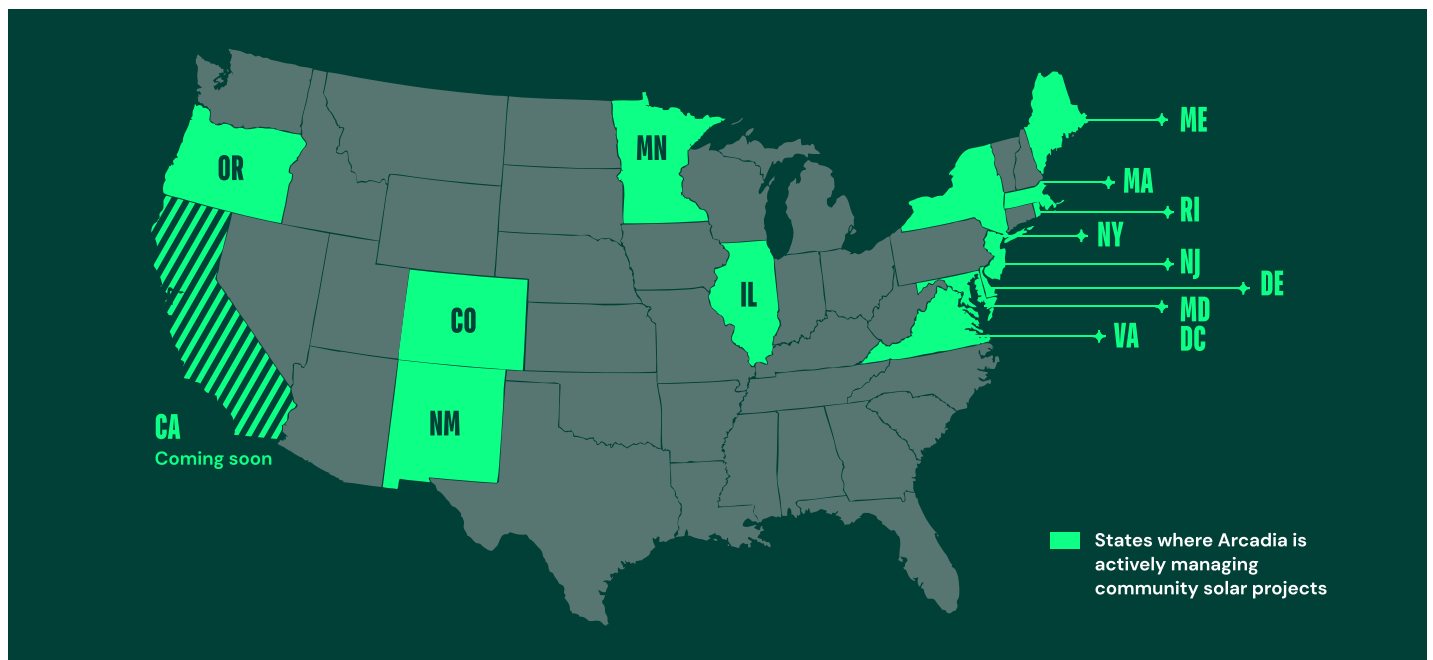 ME
MN
OR
MA
RI
NY
NJ
DE
IL
MD
DC
CO
VA
NM
CA
Coming soon
States where Arcadia is
actively managing
community solar projects